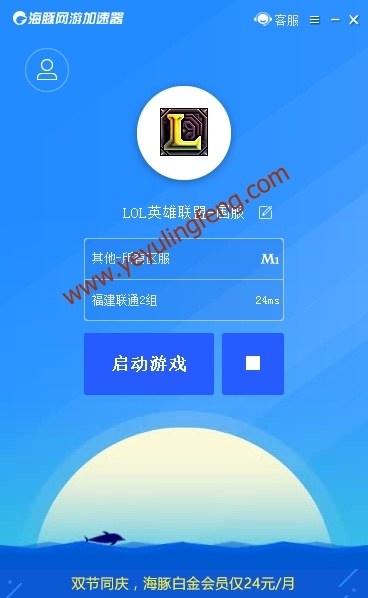 海豚网游加速器
客服
L
LOL英雄联盟-国服
其他-所有区服
M1
福建联通2组
24ms
启动游戏
双节同庆，海豚白金会员仅24元/月
www.yayulingfeng.com